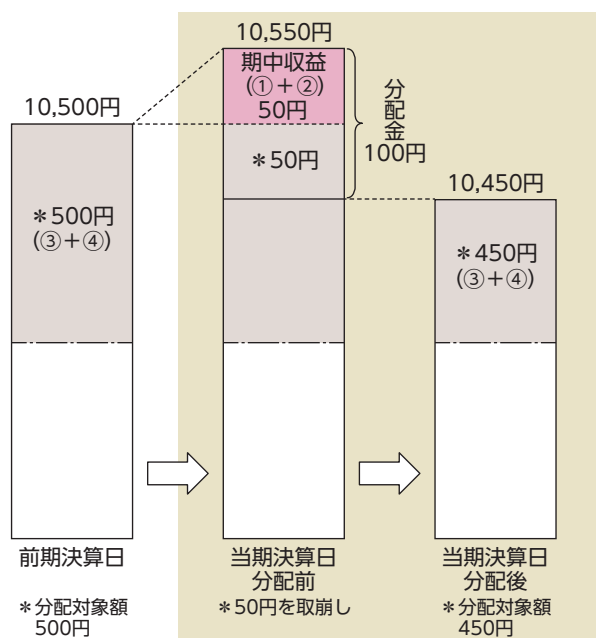 10,500円
＊500円
(③＋④)
前期決算日
＊分配対象額
500円
10,550円
期中収益
(①＋②)
50円
＊50円
分配金
100円
当期決算日
分配前
＊50円を取崩し
10,450円
＊450円
(③＋④)
当期決算日
分配後
＊分配対象額
450円